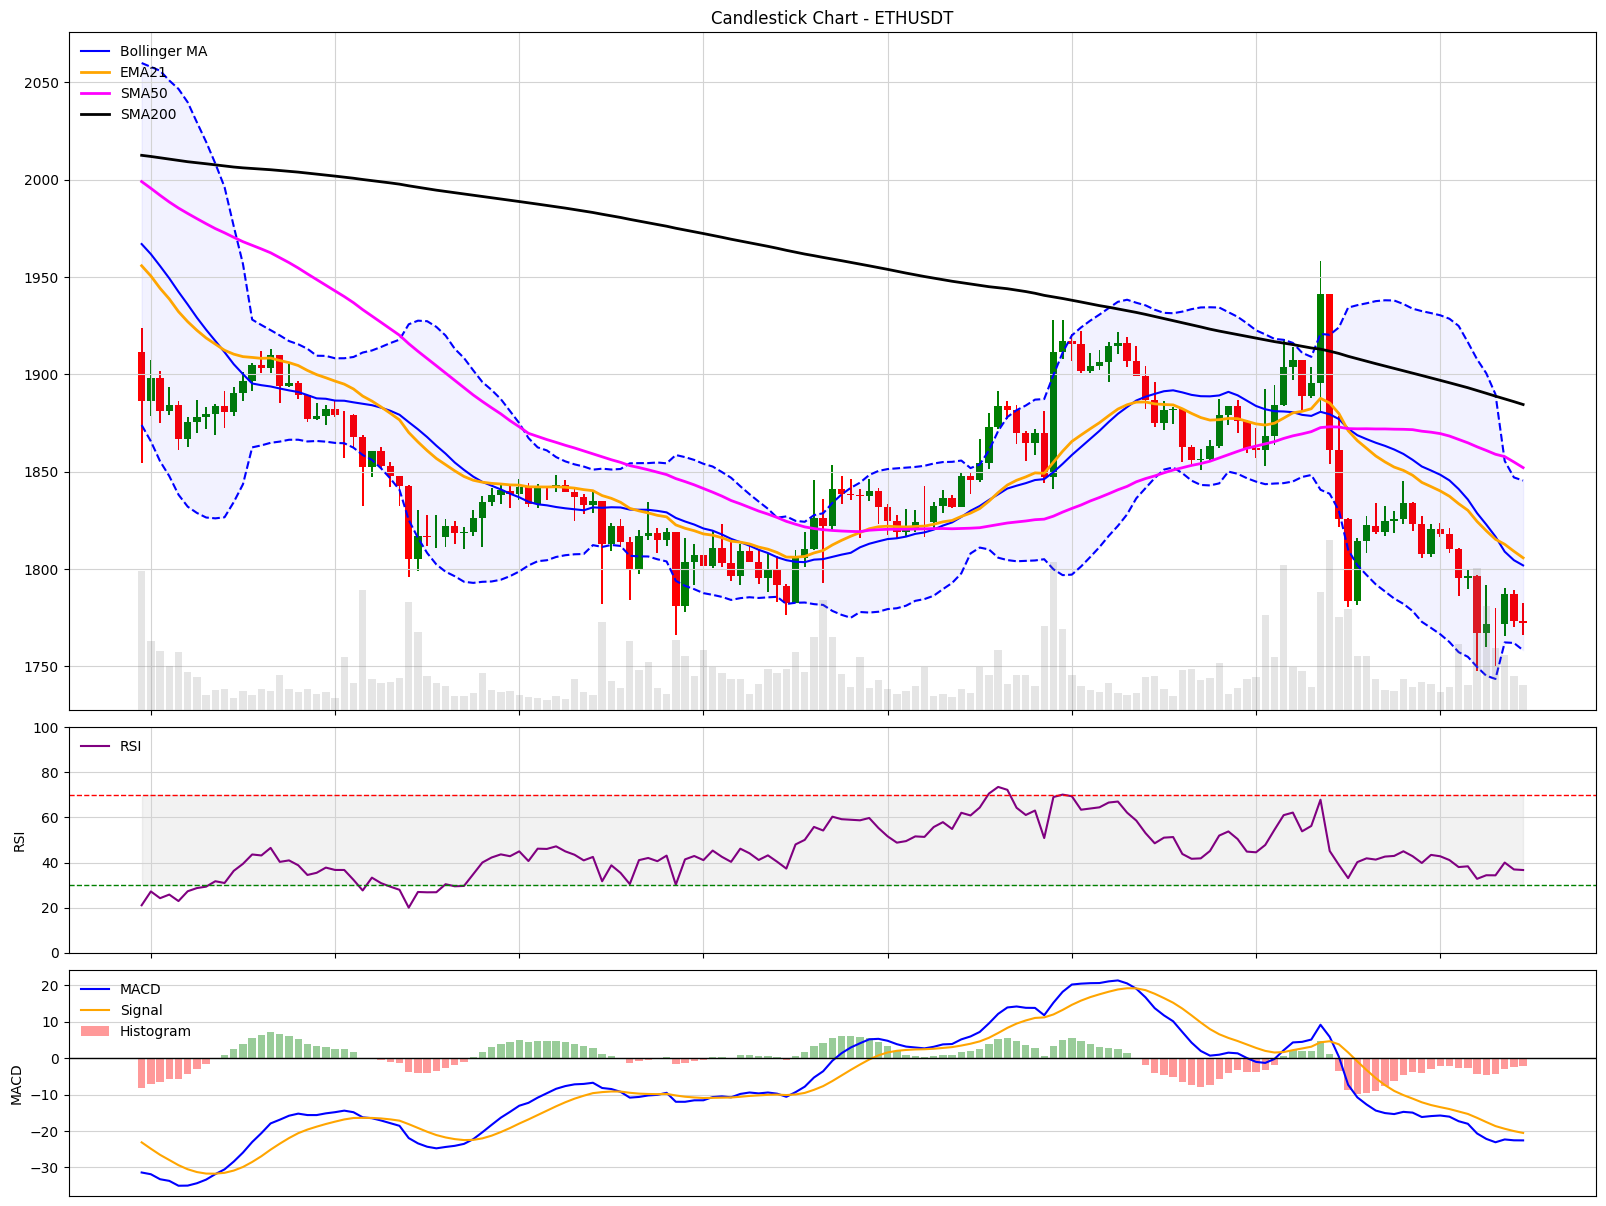 Candlestick Chart - ETHUSDT
Bollinger MA
EMA21
SMA50
SMA200
2050
2000
1950
1900
1850
1800
1750
RSI
RSI
100
80
60
40
20
0
MACD
Signal
Histogram
MACD
20
10
0
−10
−20
−30